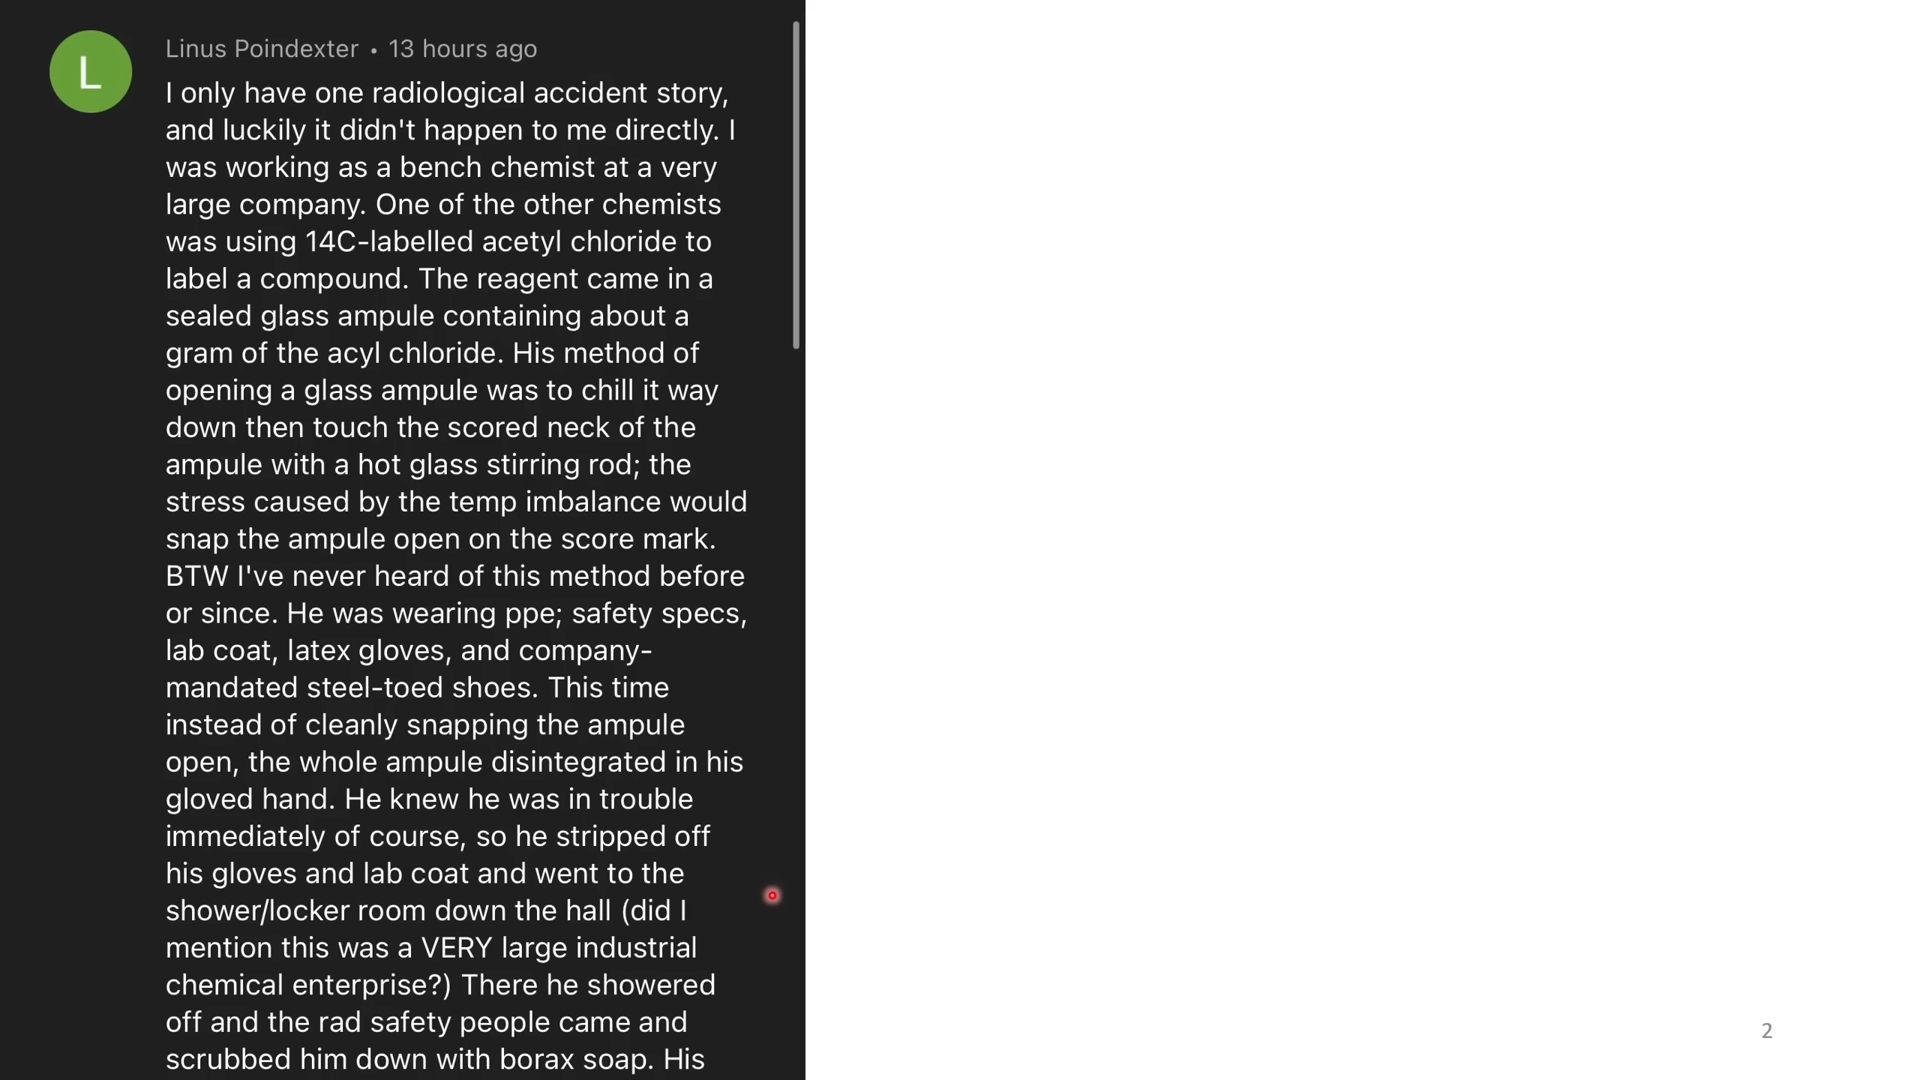 L
Linus Poindexter • 13 hours ago
I only have one radiological accident story,
and luckily it didn't happen to me directly. I
was working as a bench chemist at a very
large company. One of the other chemists
was using 14C-labelled acetyl chloride to
label a compound. The reagent came in a
sealed glass ampule containing about a
gram of the acyl chloride. His method of
opening a glass ampule was to chill it way
down then touch the scored neck of the
ampule with a hot glass stirring rod; the
stress caused by the temp imbalance would
snap the ampule open on the score mark.
BTW I've never heard of this method before
or since. He was wearing ppe; safety specs,
lab coat, latex gloves, and company-
mandated steel-toed shoes. This time
instead of cleanly snapping the ampule
open, the whole ampule disintegrated in his
gloved hand. He knew he was in trouble
immediately of course, so he stripped off
his gloves and lab coat and went to the
shower/locker room down the hall (did I
mention this was a VERY large industrial
chemical enterprise?) There he showered
off and the rad safety people came and
scrubbed him down with borax soap. His
2